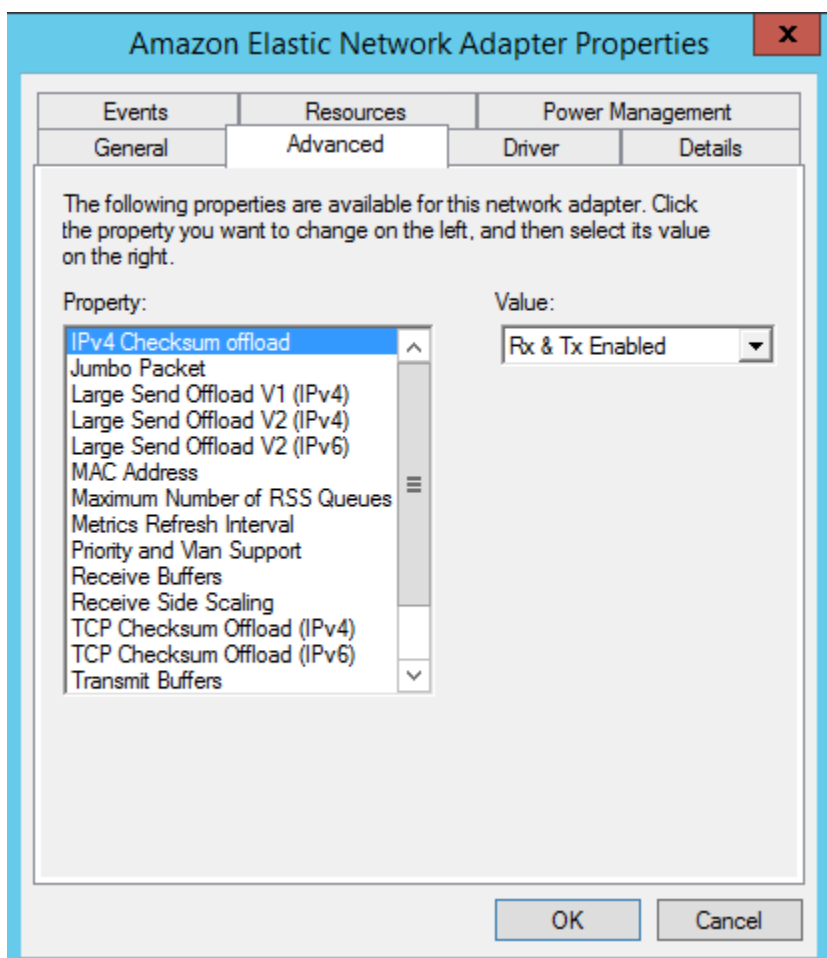 Amazon Elastic Network Adapter Properties
x
Events
Resources
Power Management
General
Advanced
Driver
Details
The following properties are available for this network adapter. Click
the property you want to change on the left, and then select its value
on the right.
Property:
Value:
IPv4 Checksum offload
Rx & Tx Enabled
Jumbo Packet
Large Send Offload V1 (IPv4)
Large Send Offload V2 (IPv4)
Large Send Offload V2 (IPv6)
MAC Address
Maximum Number of RSS Queues
Metrics Refresh Interval
Priority and Vlan Support
Receive Buffers
Receive Side Scaling
TCP Checksum Offload (IPv4)
TCP Checksum Offload (IPv6)
Transmit Buffers
OK
Cancel